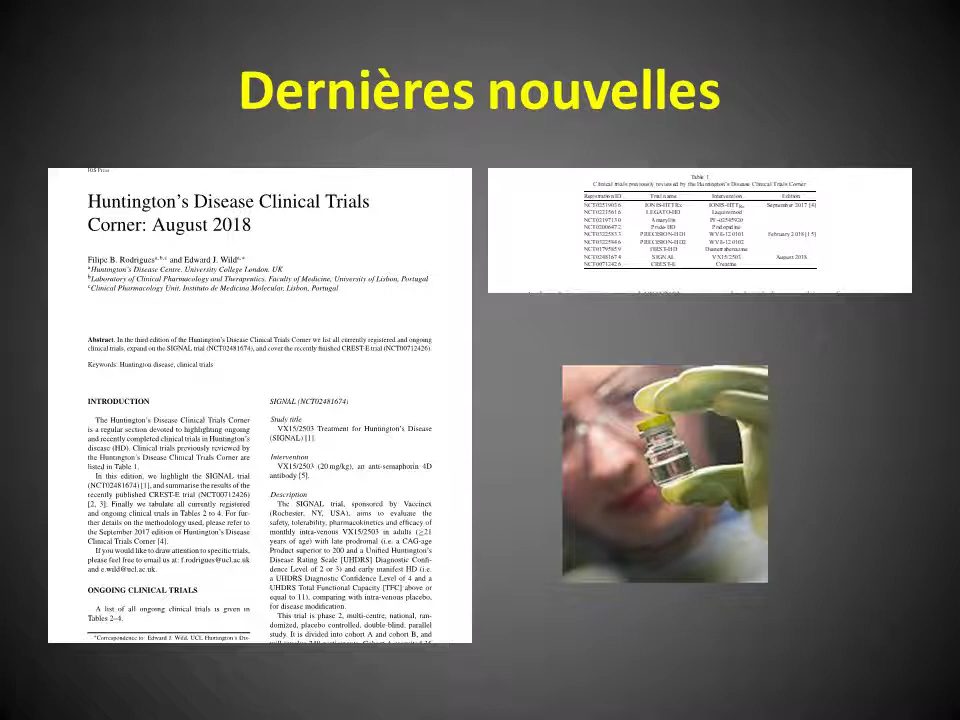 Dernières nouvelles
IOS Press
Huntington's Disease Clinical Trials
Corner: August 2018
Filipe B. Rodrigues^a,b,c and Edward J. Wild^a,*
^aHuntington's Disease Centre, University College London, UK
^bLaboratory of Clinical Pharmacology and Therapeutics, Faculty of Medicine, University of Lisbon, Portugal
^cClinical Pharmacology Unit, Instituto de Medicina Molecular, Lisbon, Portugal
Abstract. In the third edition of the Huntington's Disease Clinical Trials Corner we list all currently registered and ongoing
clinical trials, expand on the SIGNAL trial (NCT02481674), and cover the recently finished CREST-E trial (NCT00712426).
Keywords: Huntington disease, clinical trials
INTRODUCTION
The Huntington's Disease Clinical Trials Corner
is a regular section devoted to highlighting ongoing
and recently completed clinical trials in Huntington's
disease (HD). Clinical trials previously reviewed by
the Huntington's Disease Clinical Trials Corner are
listed in Table 1.
In this edition, we highlight the SIGNAL trial
(NCT02481674) [1], and summarise the results of the
recently published CREST-E trial (NCT00712426)
[2, 3]. Finally we tabulate all currently registered
and ongoing clinical trials in Tables 2 to 4. For fur-
ther details on the methodology used, please refer to
the September 2017 edition of Huntington's Disease
Clinical Trials Corner [4].
If you would like to draw attention to specific trials,
please feel free to email us at: f.rodrigues@ucl.ac.uk
and e.wild@ucl.ac.uk.
ONGOING CLINICAL TRIALS
A list of all ongoing clinical trials is given in
Tables 2–4.
*Correspondence to: Edward J. Wild, UCL Huntington's Dis-
SIGNAL (NCT02481674)
Study title
VX15/2503 Treatment for Huntington's Disease
(SIGNAL) [1].
Intervention
VX15/2503 (20 mg/kg), an anti-semaphorin 4D
antibody [5].
Description
The SIGNAL trial, sponsored by Vaccinex
(Rochester, NY, USA), aims to evaluate the
safety, tolerability, pharmacokinetics and efficacy of
monthly intra-venous VX15/2503 in adults (≥21
years of age) with late prodromal (i.e. a CAG-age
Product superior to 200 and a Unified Huntington's
Disease Rating Scale [UHDRS] Diagnostic Confi-
dence Level of 2 or 3) and early manifest HD (i.e.
a UHDRS Diagnostic Confidence Level of 4 and a
UHDRS Total Functional Capacity [TFC] above or
equal to 11), comparing with intra-venous placebo,
for disease modification.
This trial is phase 2, multi-centre, national, ran-
domized, placebo controlled, double-blind, parallel
study. It is divided into cohort A and cohort B, and
Table 1
Clinical trials previously reviewed by the Huntington's Disease Clinical Trials Corner
Registration ID Trial name Intervention Edition
NCT02519036 IONIS-HTTRx IONIS-HTTRx September 2017 [4]
NCT02215616 LEGATO-HD Laquinimod
NCT02197130 Amaryllis PF-02545920
NCT02006472 Pride-HD Pridopidine
NCT03225833 PRECISION-HD1 WVE-120101 February 2018 [15]
NCT03225846 PRECISION-HD2 WVE-120102
NCT01795859 FIRST-HD Deutetrabenazine
NCT02481674 SIGNAL VX15/2503 August 2018
NCT00712426 CREST-E Creatine